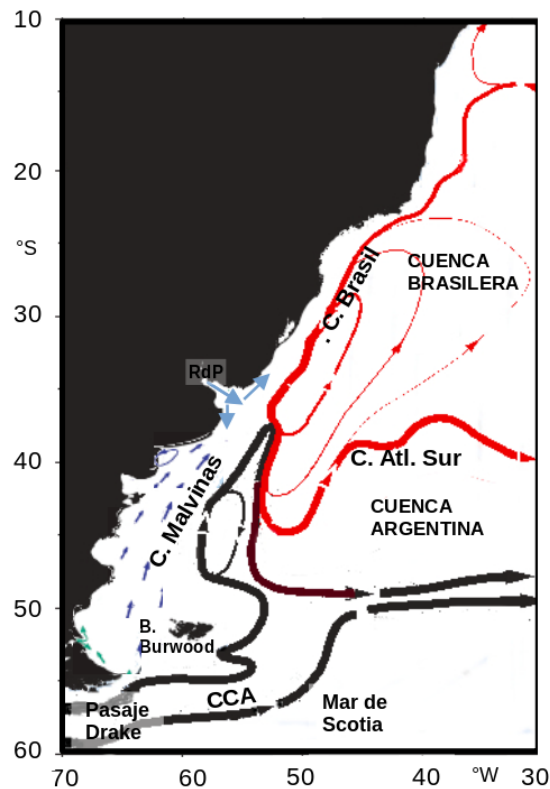 10
20
°S
30
40
50
60
CUENCA
BRASILERA
. C. Brasil
RdP
C. Atl. Sur
C. Malvinas
CUENCA
ARGENTINA
B.
Burwood
CCA
Pasaje
Drake
Mar de
Scotia
70
60
50
40
°W
30